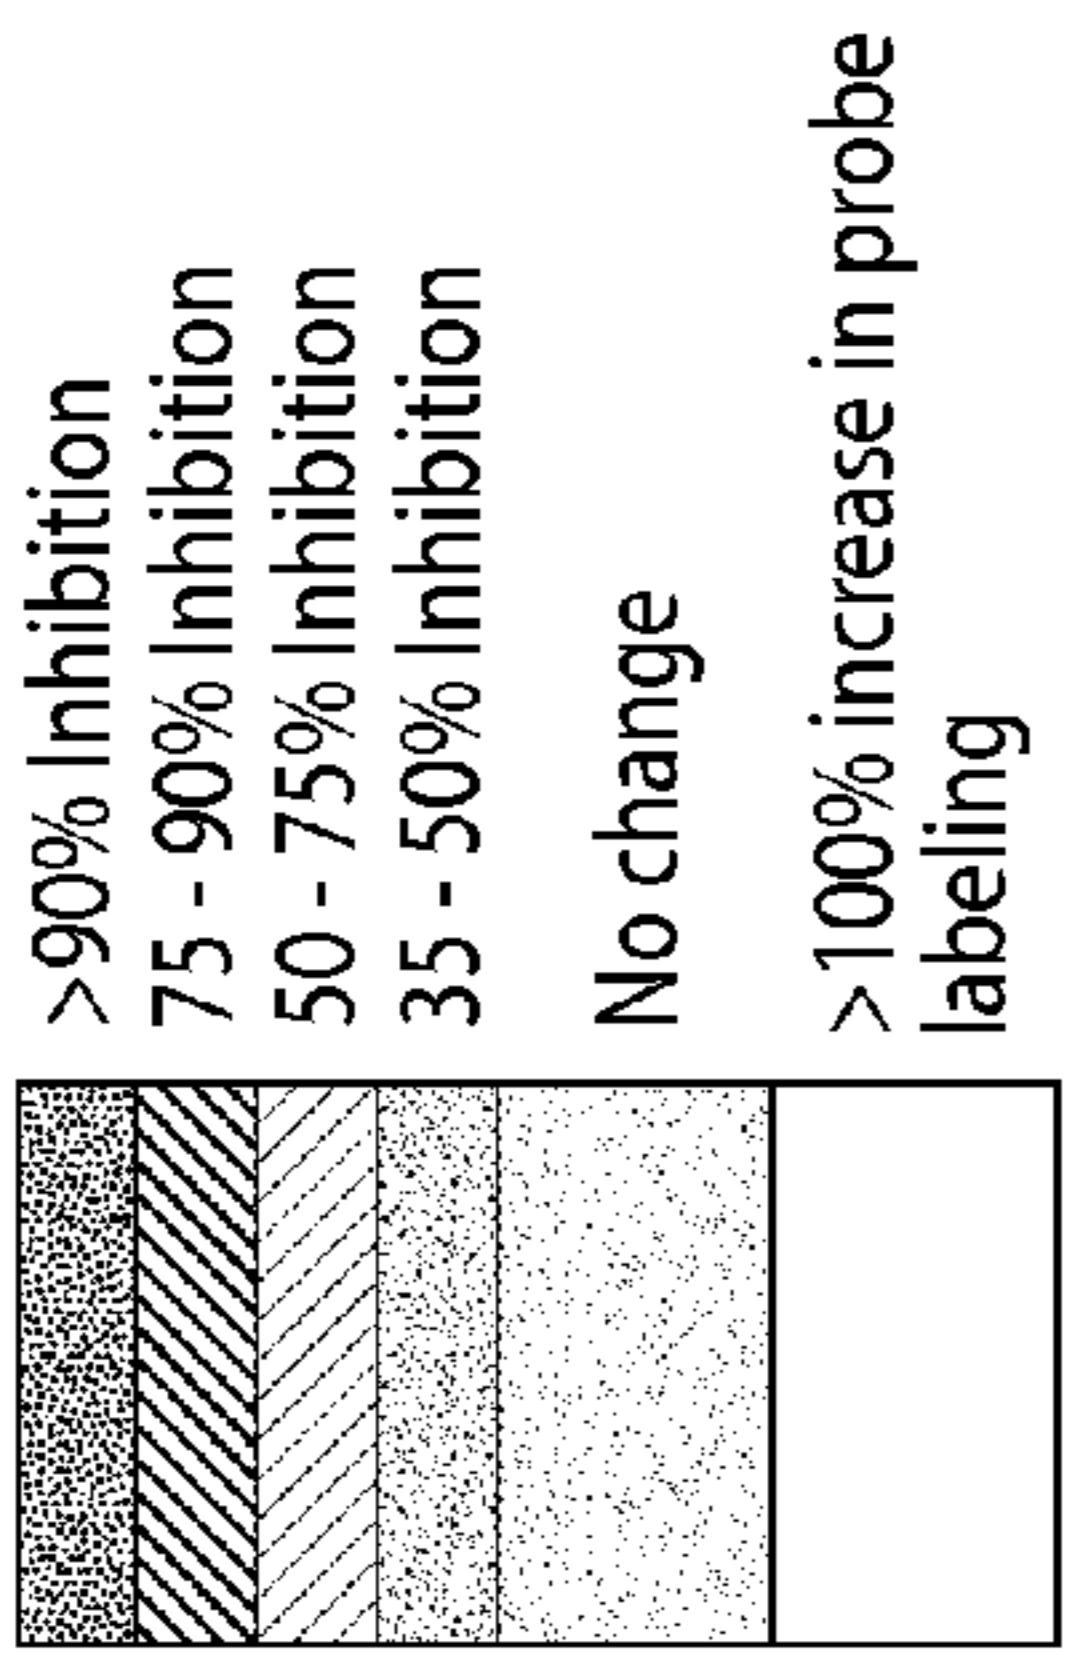 >90% Inhibition
75 - 90% Inhibition
50 - 75% Inhibition
35 - 50% Inhibition
No change
>100% increase in probe
labeling